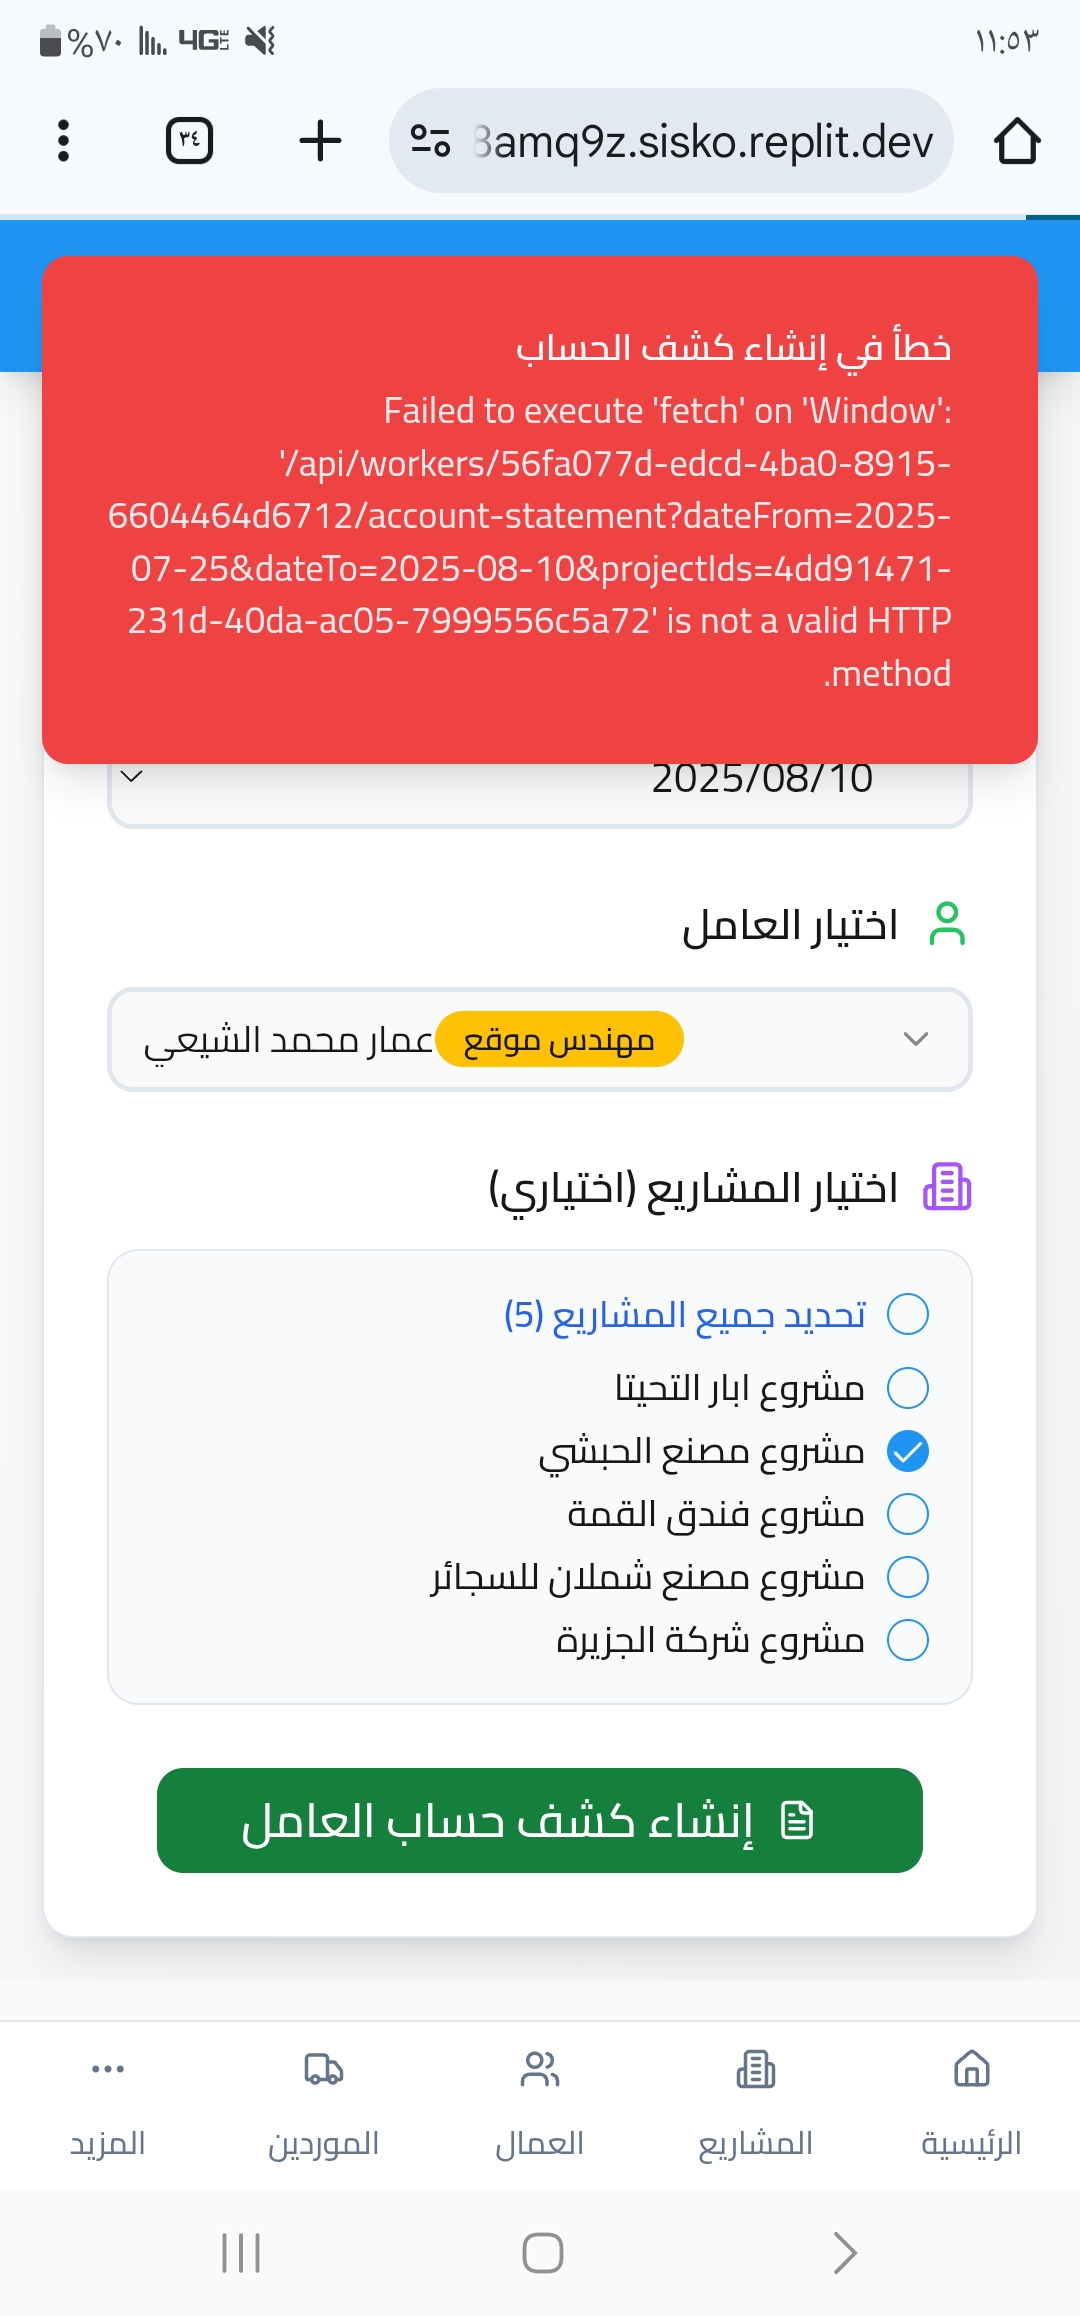 %٧٠ 4G LTE ١١:٥٣
٣٤ 8amq9z.sisko.replit.dev
خطأ في إنشاء كشف الحساب
Failed to execute 'fetch' on 'Window':
'/api/workers/56fa077d-edcd-4ba0-8915-
6604464d6712/account-statement?dateFrom=2025-
07-25&dateTo=2025-08-10&projectIds=4dd91471-
231d-40da-ac05-7999556c5a72' is not a valid HTTP
.method
2025/08/10
اختيار العامل
عمار محمد الشيعي مهندس موقع
اختيار المشاريع (اختياري)
تحديد جميع المشاريع (5)
مشروع ابار التحيتا
مشروع مصنع الحبشي
مشروع فندق القمة
مشروع مصنع شملان للسجائر
مشروع شركة الجزيرة
إنشاء كشف حساب العامل
الرئيسية المشاريع العمال الموردين المزيد